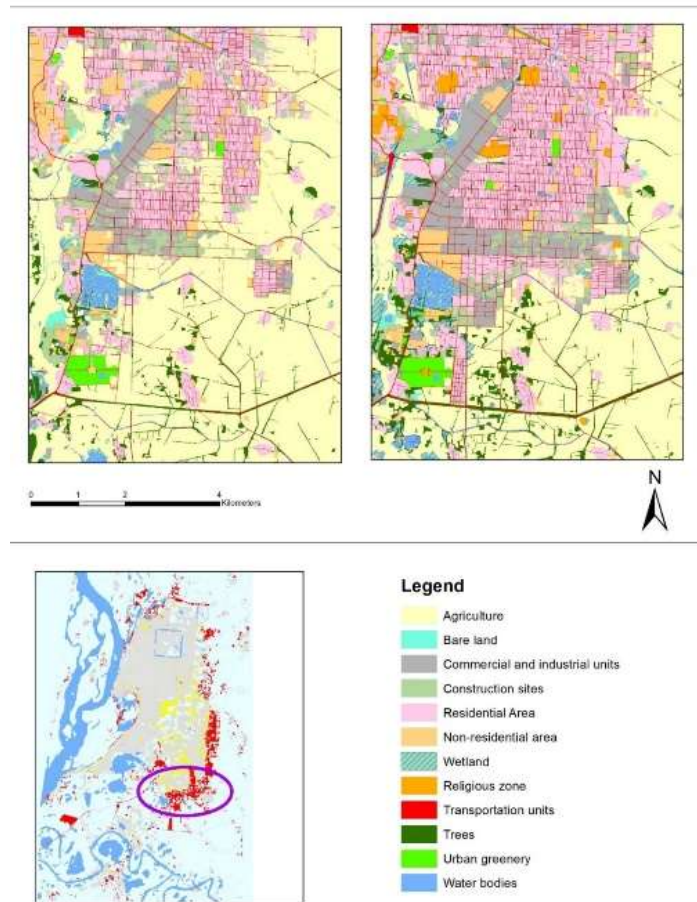 0 1 2 4
Kilometers
N
Legend
Agriculture
Bare land
Commercial and industrial units
Construction sites
Residential Area
Non-residential area
Wetland
Religious zone
Transportation units
Trees
Urban greenery
Water bodies